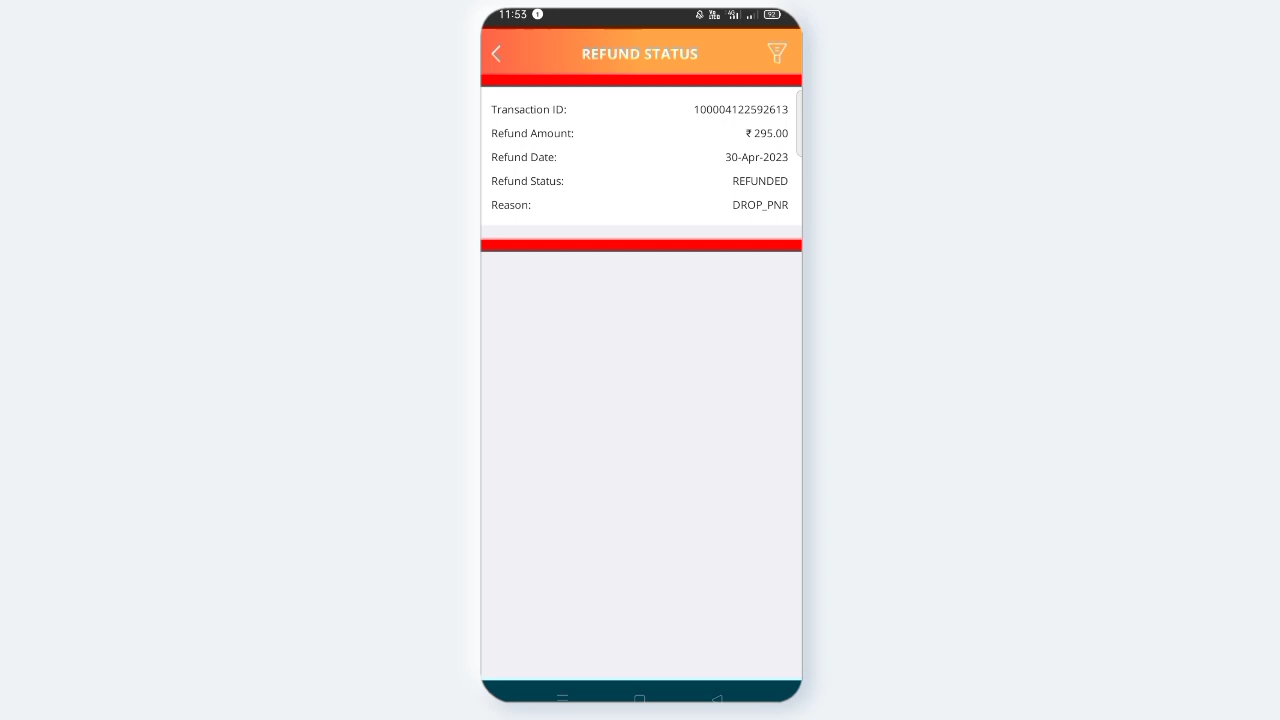 11:53
92
REFUND STATUS
Transaction ID: 100004122592613
Refund Amount: ₹ 295.00
Refund Date: 30-Apr-2023
Refund Status: REFUNDED
Reason: DROP_PNR